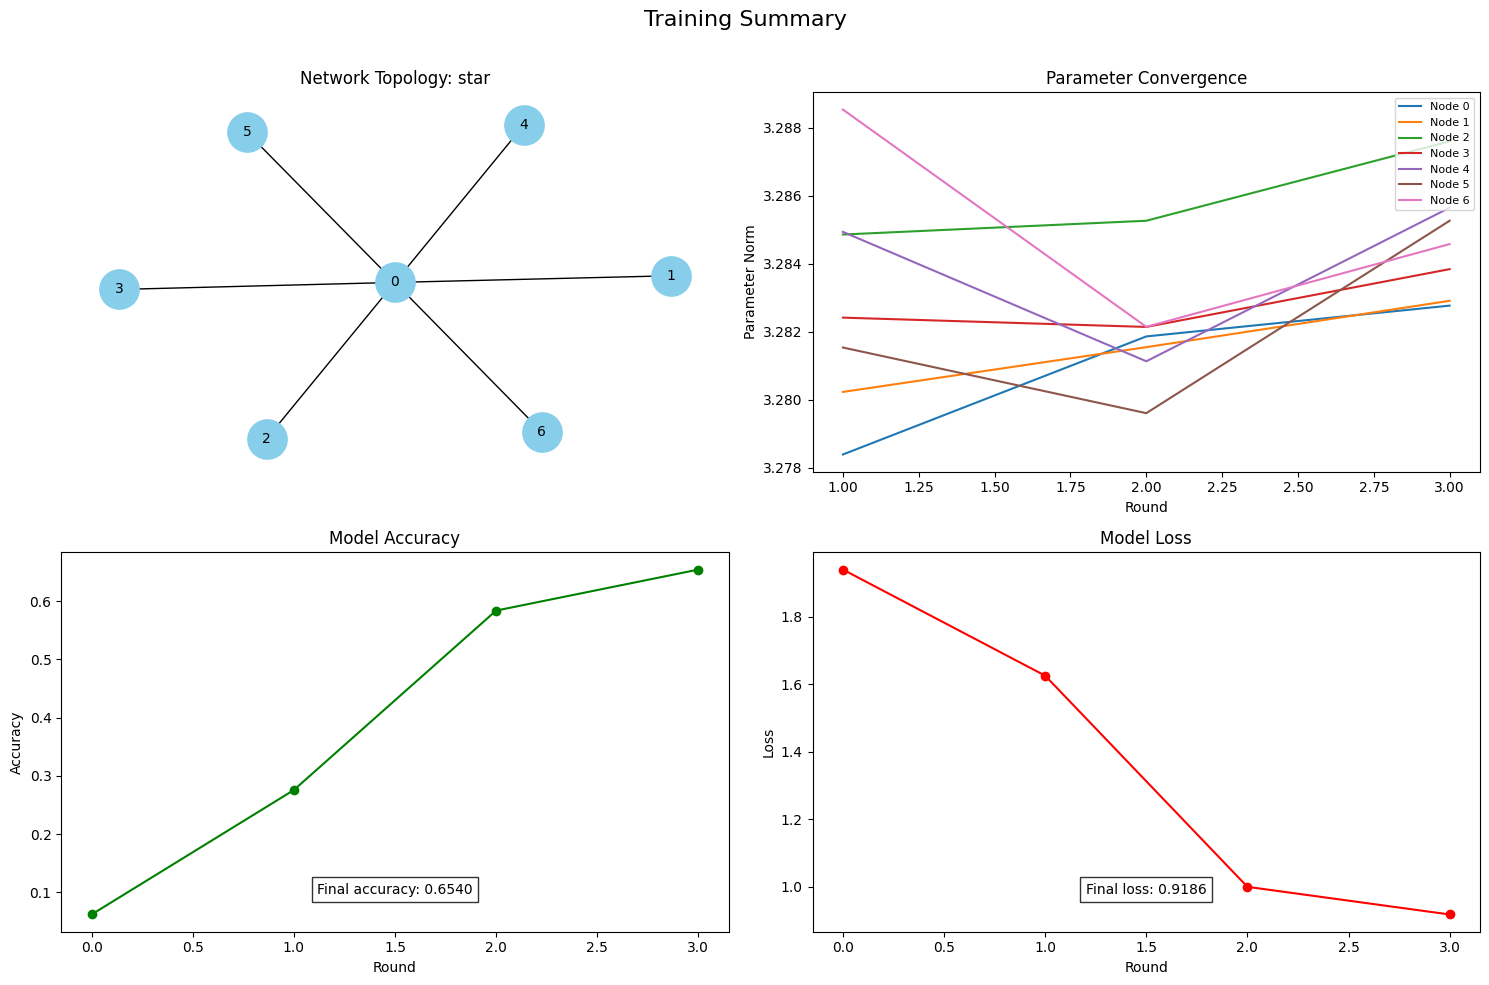 Training Summary
Network Topology: star
5
4
0
1
3
2
6
Parameter Convergence
Parameter Norm
3.288
3.286
3.284
3.282
3.280
3.278
Node 0
Node 1
Node 2
Node 3
Node 4
Node 5
Node 6
1.00 1.25 1.50 1.75 2.00 2.25 2.50 2.75 3.00
Round
Model Accuracy
Accuracy
0.6
0.5
0.4
0.3
0.2
0.1
Final accuracy: 0.6540
0.0 0.5 1.0 1.5 2.0 2.5 3.0
Round
Model Loss
Loss
1.8
1.6
1.4
1.2
1.0
Final loss: 0.9186
0.0 0.5 1.0 1.5 2.0 2.5 3.0
Round